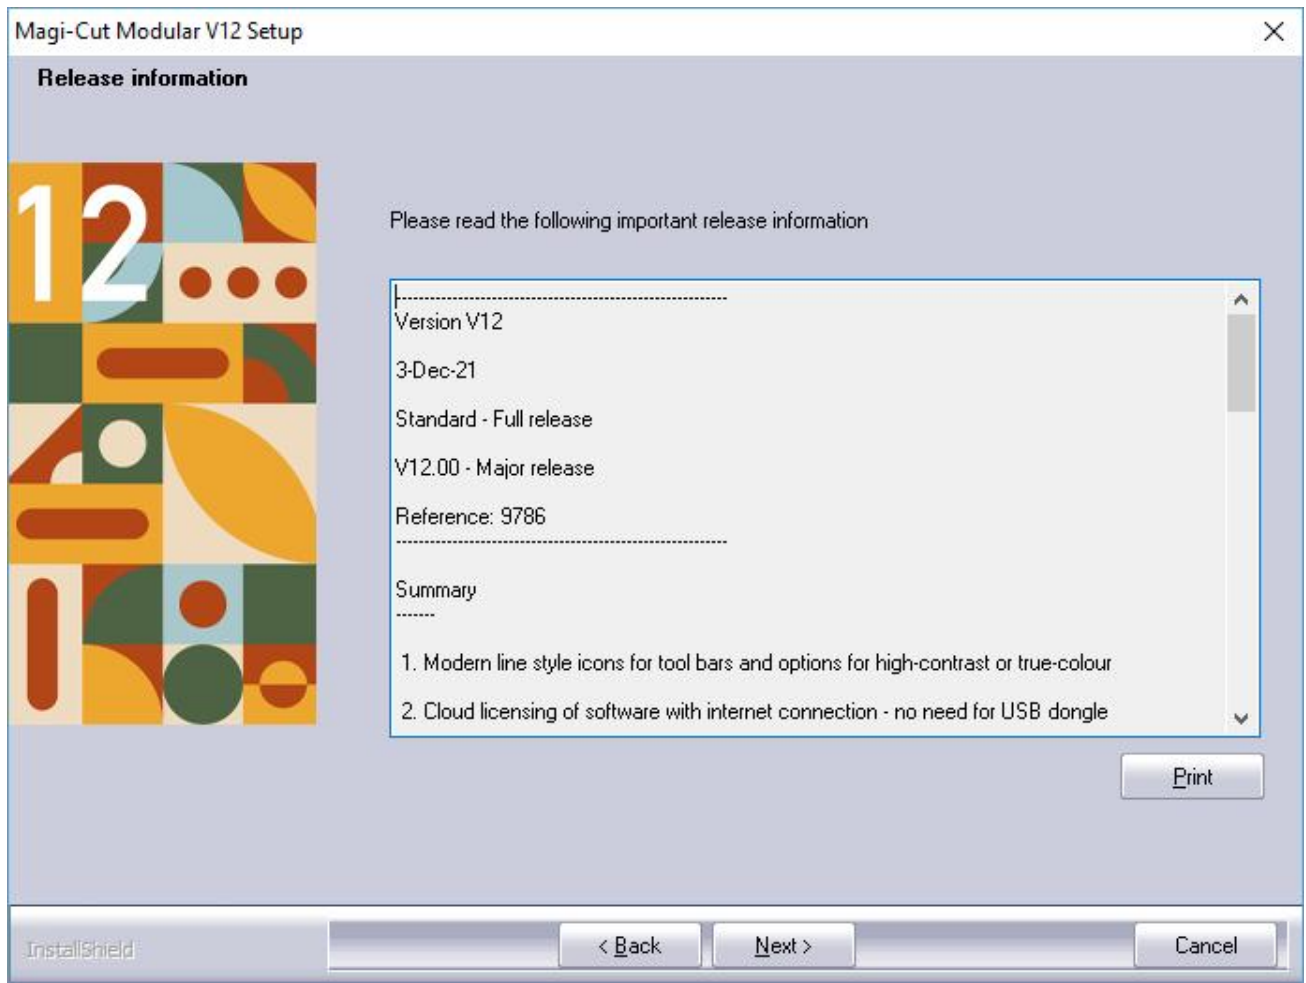 Magi-Cut Modular V12 Setup
Release information
12
Please read the following important release information
-----------------------------------------------------------
Version V12
3-Dec-21
Standard - Full release
V12.00 - Major release
Reference: 9786
-----------------------------------------------------------
Summary
-------
1. Modern line style icons for tool bars and options for high-contrast or true-colour
2. Cloud licensing of software with internet connection - no need for USB dongle
Print
InstallShield
< Back
Next >
Cancel